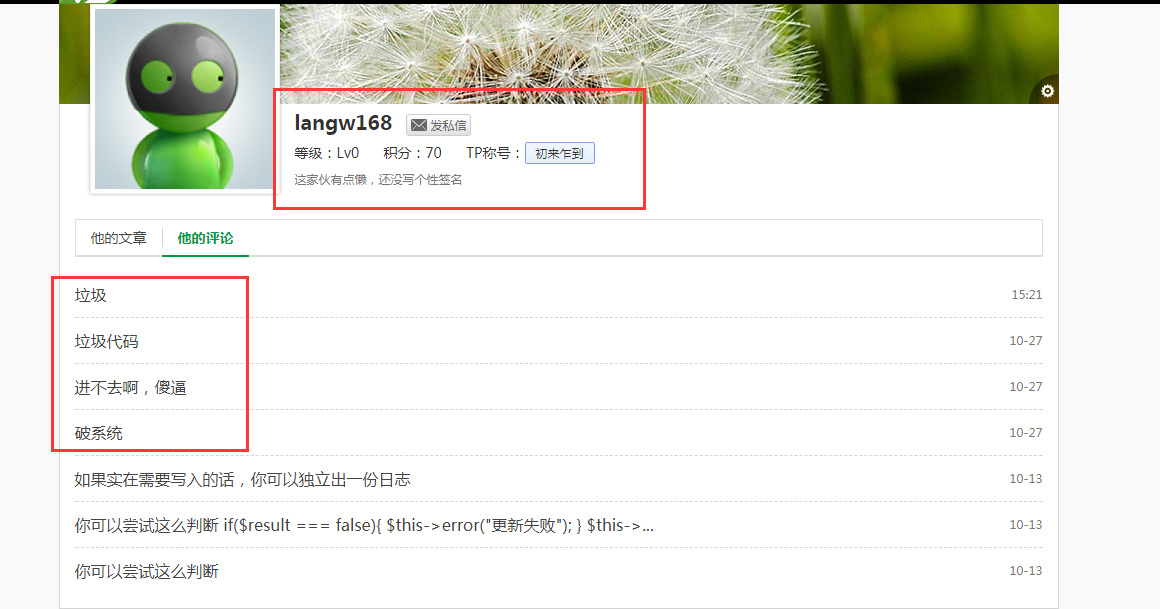 langw168 发私信
等级：Lv0 积分：70 TP称号： 初来乍到
这家伙有点懒，还没写个性签名
他的文章 他的评论
垃圾 15:21
垃圾代码 10-27
进不去啊，傻逼 10-27
破系统 10-27
如果实在需要写入的话，你可以独立出一份日志 10-13
你可以尝试这么判断 if($result === false){ $this->error("更新失败"); } $this->... 10-13
你可以尝试这么判断 10-13